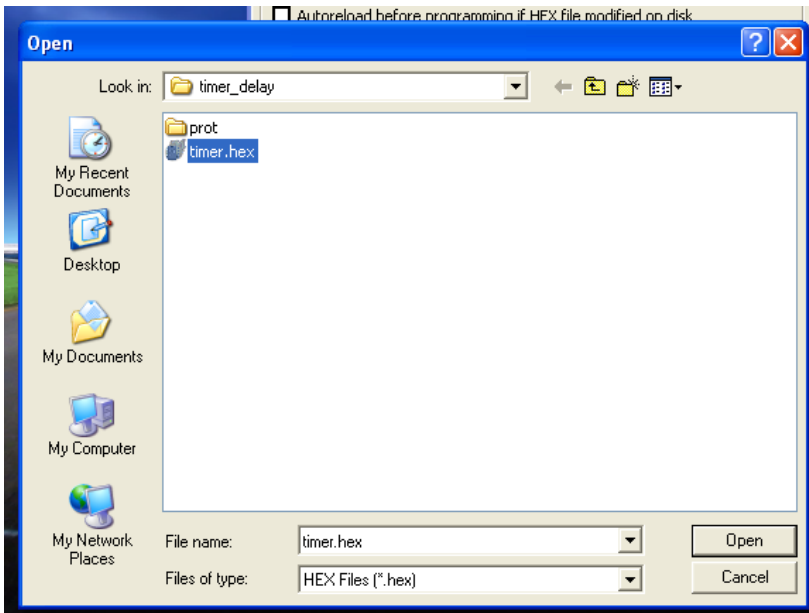 Autoreload before programming if HEX file modified on disk
Open
Look in: timer_delay
prot
timer.hex
My Recent
Documents
Desktop
My Documents
My Computer
My Network
Places
File name: timer.hex Open
Files of type: HEX Files (*.hex) Cancel